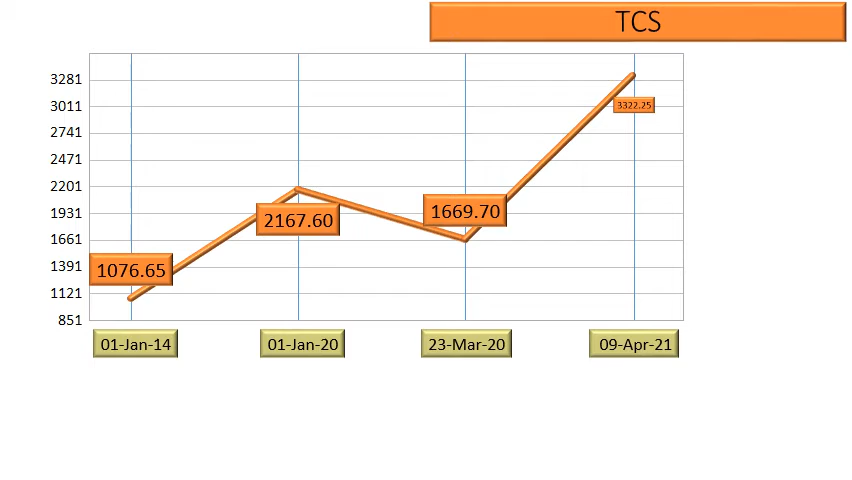 TCS
3281
3011
2741
2471
2201
1931
1661
1391
1121
851
1076.65
2167.60
1669.70
3322.25
01-Jan-14
01-Jan-20
23-Mar-20
09-Apr-21